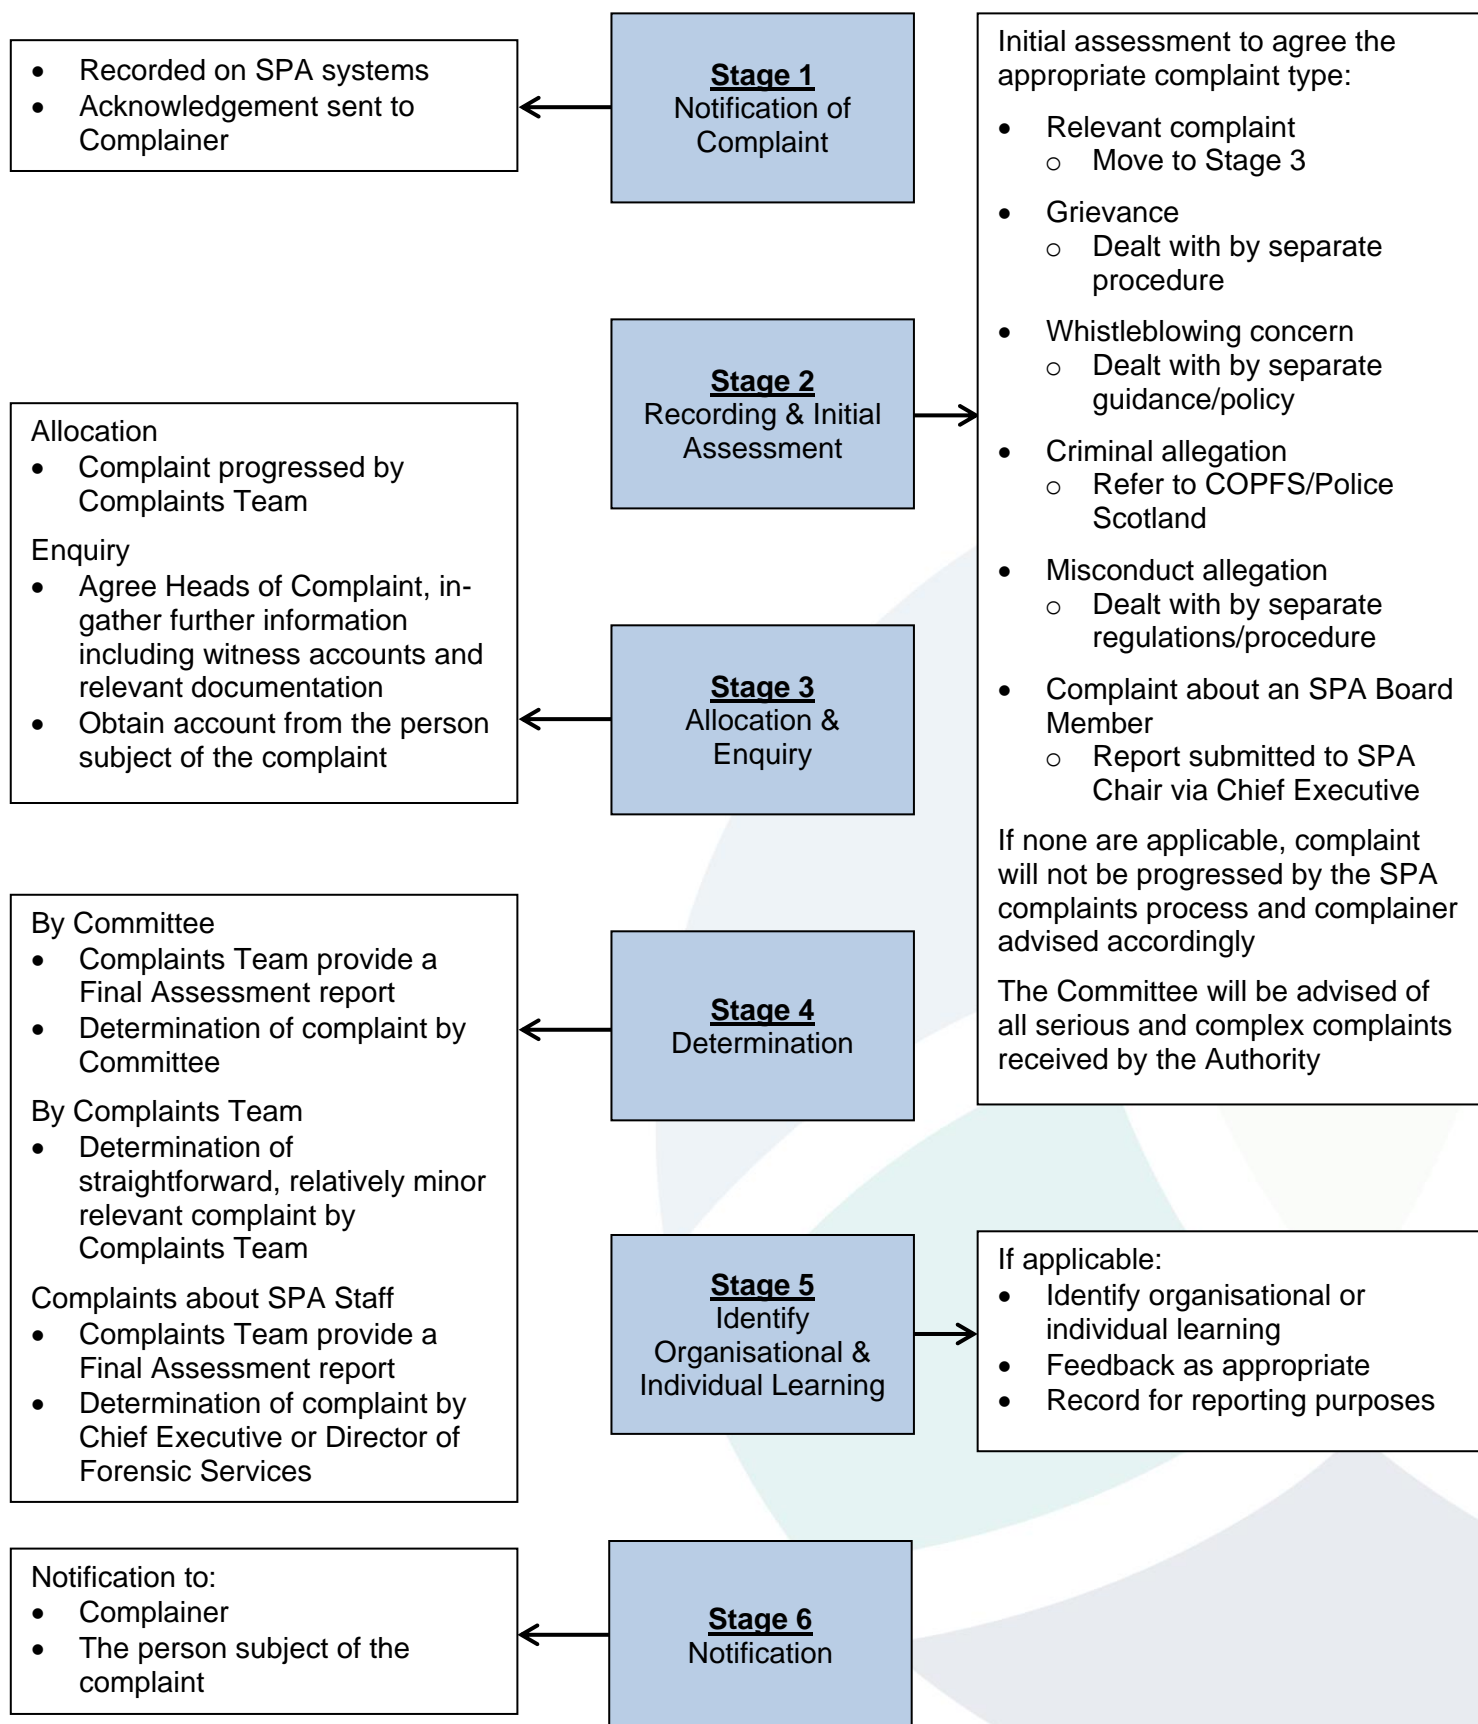 Stage 1
Notification of
Complaint
• Recorded on SPA systems
• Acknowledgement sent to
Complainer
Stage 2
Recording & Initial
Assessment
Initial assessment to agree the
appropriate complaint type:
• Relevant complaint
o Move to Stage 3
• Grievance
o Dealt with by separate
procedure
• Whistleblowing concern
o Dealt with by separate
guidance/policy
• Criminal allegation
o Refer to COPFS/Police
Scotland
• Misconduct allegation
o Dealt with by separate
regulations/procedure
• Complaint about an SPA Board
Member
o Report submitted to SPA
Chair via Chief Executive
If none are applicable, complaint
will not be progressed by the SPA
complaints process and complainer
advised accordingly
The Committee will be advised of
all serious and complex complaints
received by the Authority
Stage 3
Allocation &
Enquiry
Allocation
• Complaint progressed by
Complaints Team
Enquiry
• Agree Heads of Complaint, in-
gather further information
including witness accounts and
relevant documentation
• Obtain account from the person
subject of the complaint
Stage 4
Determination
By Committee
• Complaints Team provide a
Final Assessment report
• Determination of complaint by
Committee
By Complaints Team
• Determination of
straightforward, relatively minor
relevant complaint by
Complaints Team
Complaints about SPA Staff
• Complaints Team provide a
Final Assessment report
• Determination of complaint by
Chief Executive or Director of
Forensic Services
Stage 5
Identify
Organisational &
Individual Learning
If applicable:
• Identify organisational or
individual learning
• Feedback as appropriate
• Record for reporting purposes
Stage 6
Notification
Notification to:
• Complainer
• The person subject of the
complaint